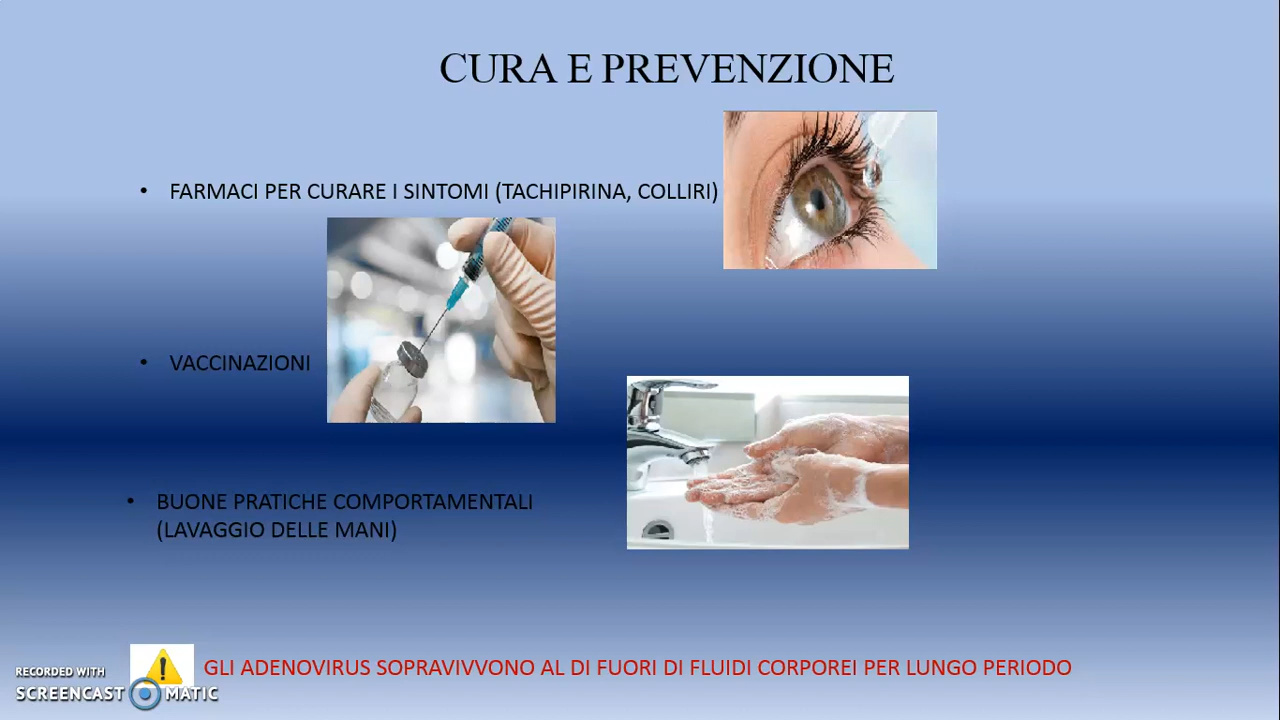 CURA E PREVENZIONE
• FARMACI PER CURARE I SINTOMI (TACHIPIRINA, COLLIRI)
• VACCINAZIONI
• BUONE PRATICHE COMPORTAMENTALI
(LAVAGGIO DELLE MANI)
GLI ADENOVIRUS SOPRAVIVVONO AL DI FUORI DI FLUIDI CORPOREI PER LUNGO PERIODO
RECORDED WITH
SCREENCAST MATIC